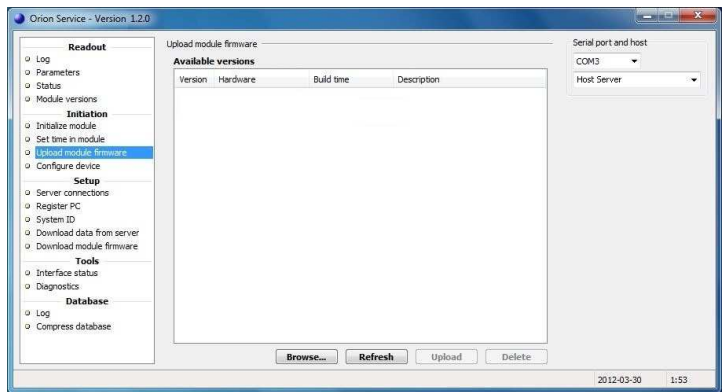 Orion Service - Version 1.2.0
Readout
Log
Parameters
Status
Module versions
Initiation
Initialize module
Set time in module
Upload module firmware
Configure device
Setup
Server connections
Register PC
System ID
Download data from server
Download module firmware
Tools
Interface status
Diagnostics
Database
Log
Compress database
Upload module firmware
Available versions
Version Hardware Build time Description
Browse... Refresh Upload Delete
Serial port and host
COM3
Host Server
2012-03-30 1:53